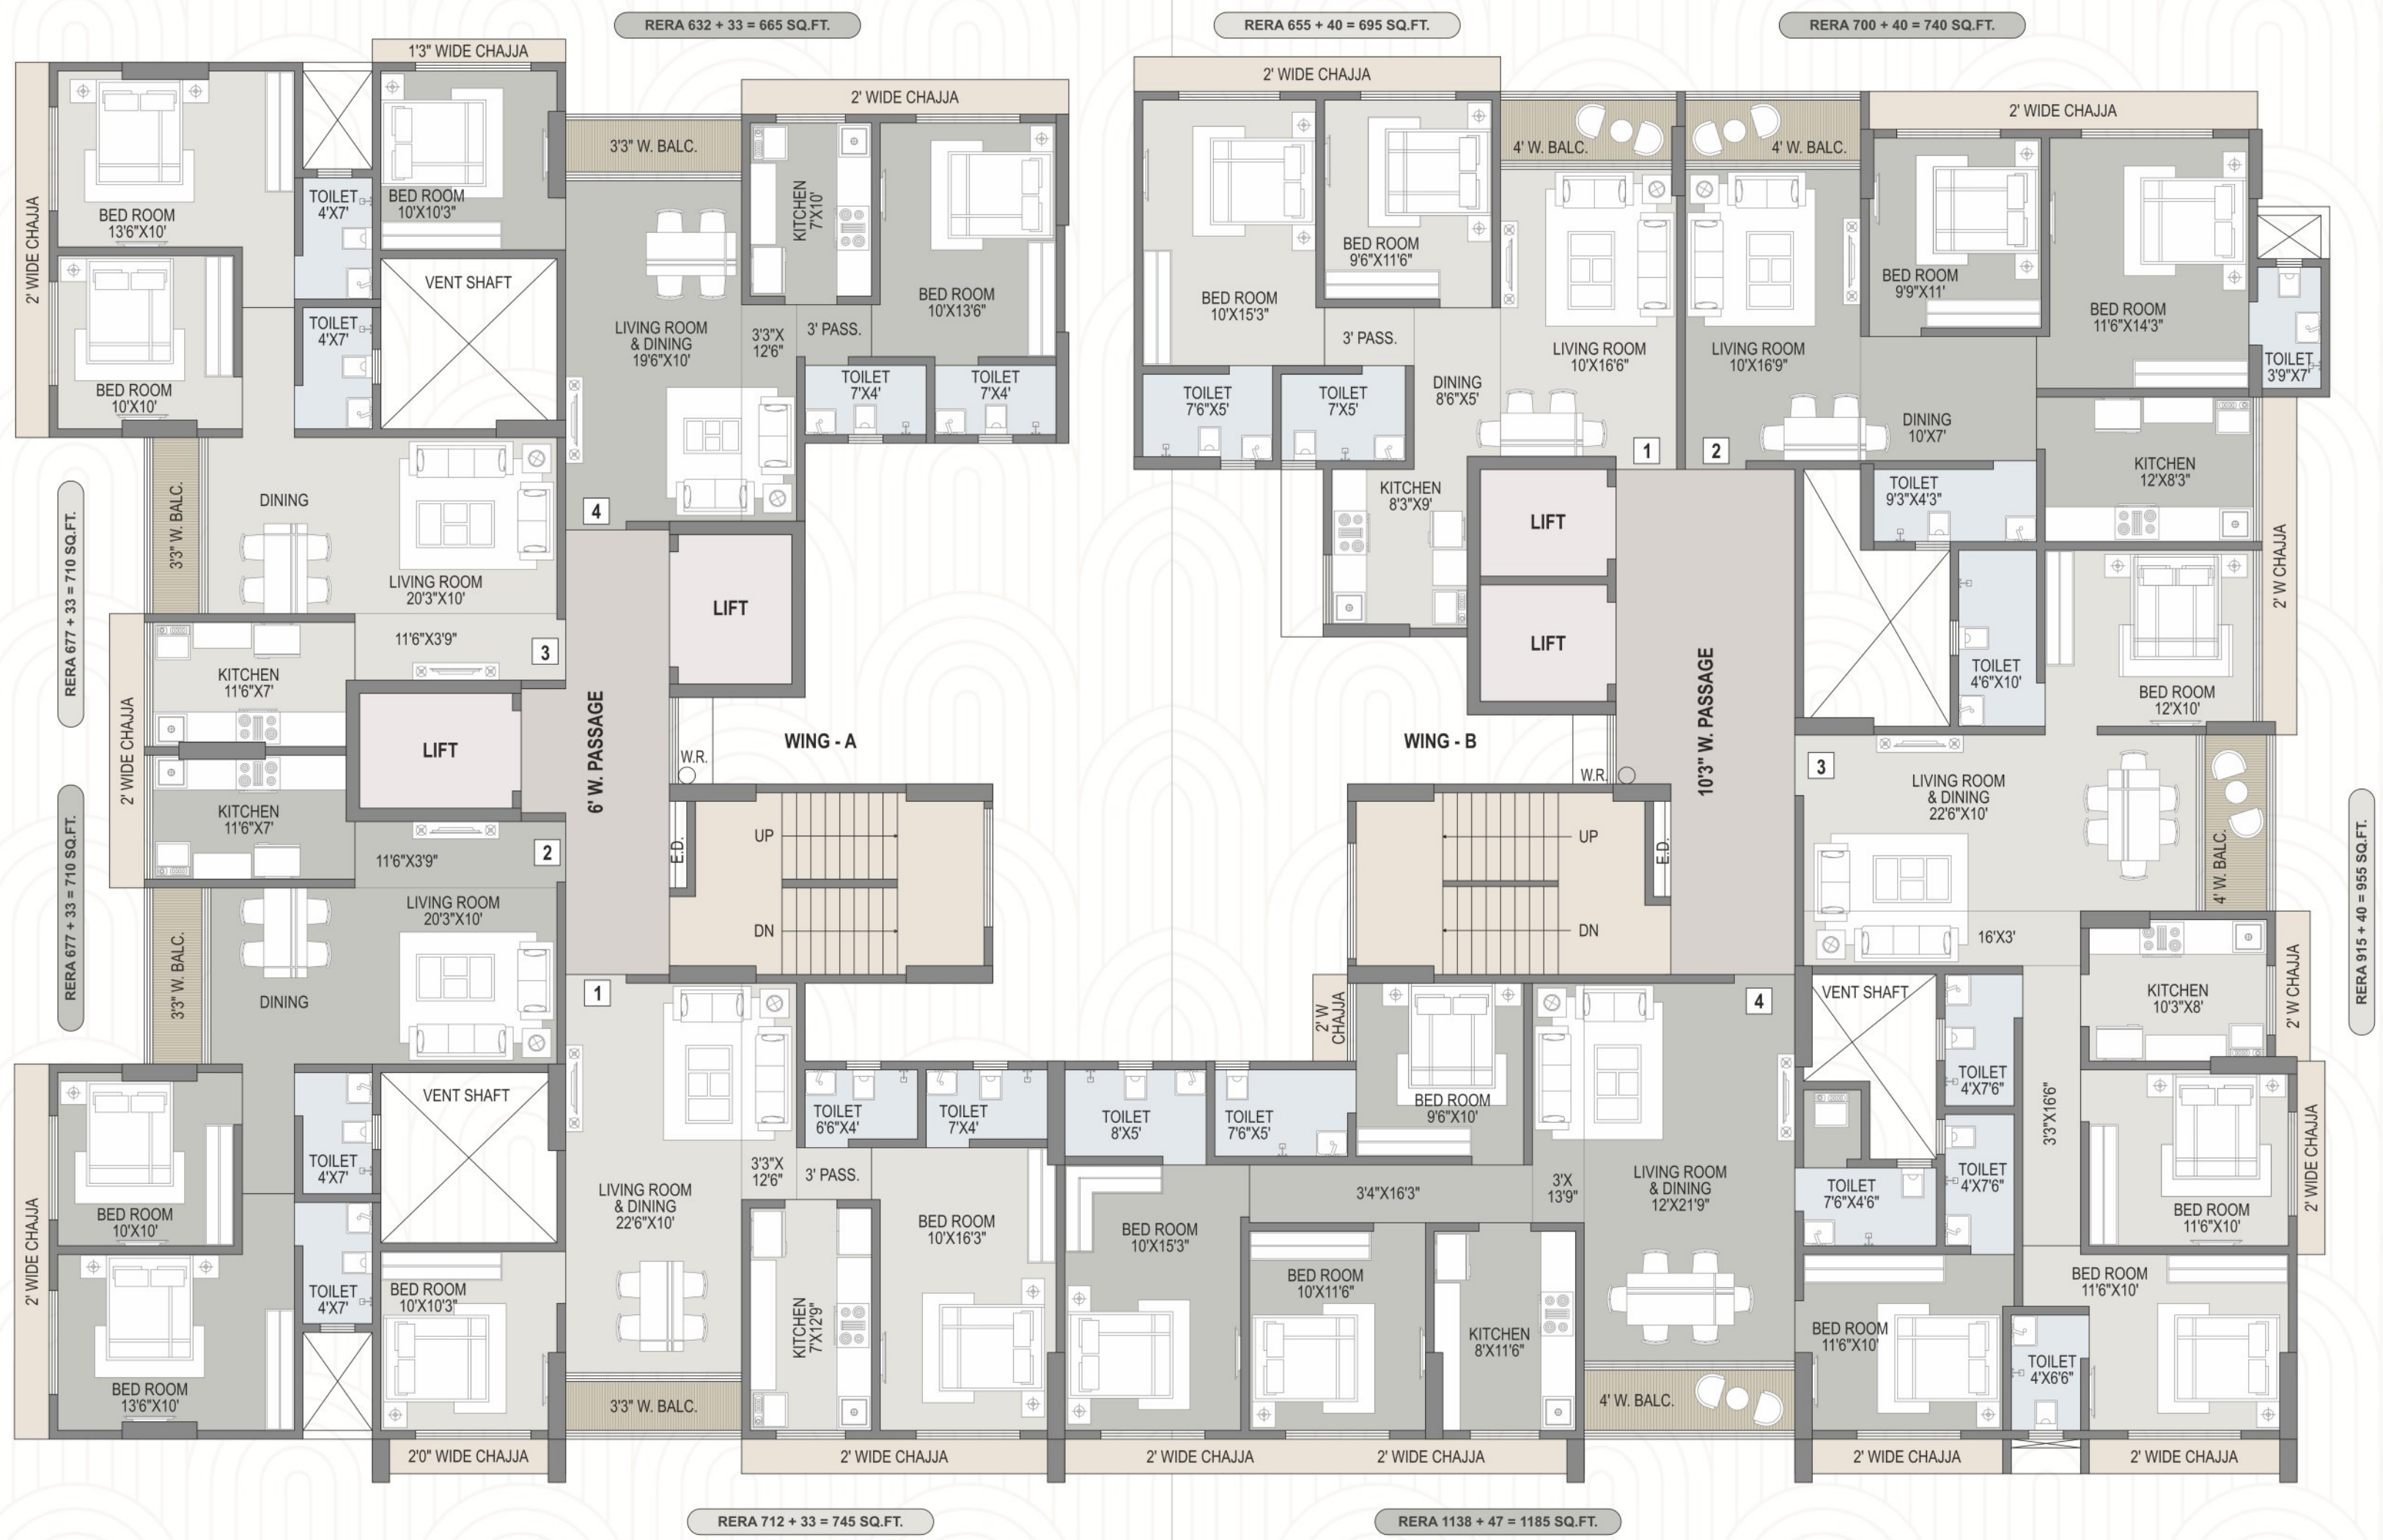 RERA 632 + 33 = 665 SQ.FT.
RERA 655 + 40 = 695 SQ.FT.
RERA 700 + 40 = 740 SQ.FT.
1'3" WIDE CHAJJA
2' WIDE CHAJJA
BED ROOM
13'6"X10'
TOILET
4'X7'
BED ROOM
10'X10'3"
BED ROOM
10'X10'
TOILET
4'X7'
VENT SHAFT
3'3" W. BALC.
DINING
LIVING ROOM
20'3"X10'
11'6"X3'9"
3
KITCHEN
11'6"X7'
2' WIDE CHAJJA
RERA 677 + 33 = 710 SQ.FT.
2' WIDE CHAJJA
3'3" W. BALC.
KITCHEN
7'X10'
BED ROOM
10'X13'6"
LIVING ROOM
& DINING
19'6"X10'
3'3"X
12'6"
3' PASS.
TOILET
7'X4'
TOILET
7'X4'
4
LIFT
LIFT
6' W. PASSAGE
W.R.
WING - A
E.D.
UP
DN
KITCHEN
11'6"X7'
11'6"X3'9"
2
LIVING ROOM
20'3"X10'
3'3" W. BALC.
DINING
RERA 677 + 33 = 710 SQ.FT.
2' WIDE CHAJJA
BED ROOM
10'X10'
TOILET
4'X7'
VENT SHAFT
TOILET
4'X7'
BED ROOM
13'6"X10'
BED ROOM
10'X10'3"
2'0" WIDE CHAJJA
1
LIVING ROOM
& DINING
22'6"X10'
3'3"X
12'6"
3' PASS.
TOILET
6'6"X4'
TOILET
7'X4'
BED ROOM
10'X16'3"
KITCHEN
7'X12'9"
3'3" W. BALC.
2' WIDE CHAJJA
RERA 712 + 33 = 745 SQ.FT.
2' WIDE CHAJJA
BED ROOM
10'X15'3"
BED ROOM
9'6"X11'6"
4' W. BALC.
LIVING ROOM
10'X16'6"
3' PASS.
DINING
8'6"X5'
TOILET
7'6"X5'
TOILET
7'X5'
KITCHEN
8'3"X9'
1
LIFT
LIFT
4' W. BALC.
2' WIDE CHAJJA
LIVING ROOM
10'X16'9"
BED ROOM
9'9"X11'
BED ROOM
11'6"X14'3"
TOILET
3'9"X7'
DINING
10'X7'
2
TOILET
9'3"X4'3"
KITCHEN
12'X8'3"
2' W CHAJJA
10'3" W. PASSAGE
WING - B
W.R.
E.D.
UP
DN
TOILET
4'6"X10'
BED ROOM
12'X10'
3
LIVING ROOM
& DINING
22'6"X10'
4' W. BALC.
16'X3'
KITCHEN
10'3"X8'
2' W CHAJJA
RERA 915 + 40 = 955 SQ.FT.
VENT SHAFT
TOILET
4'X7'6"
TOILET
4'X7'6"
3'3"X16'6"
BED ROOM
11'6"X10'
2' WIDE CHAJJA
TOILET
7'6"X4'6"
BED ROOM
11'6"X10'
BED ROOM
11'6"X10'
TOILET
4'X6'6"
2' WIDE CHAJJA
2' WIDE CHAJJA
2' W
CHAJJA
TOILET
8'X5'
TOILET
7'6"X5'
BED ROOM
9'6"X10'
4
LIVING ROOM
& DINING
12'X21'9"
3'X
13'9"
3'4"X16'3"
BED ROOM
10'X15'3"
BED ROOM
10'X11'6"
KITCHEN
8'X11'6"
4' W. BALC.
2' WIDE CHAJJA
2' WIDE CHAJJA
RERA 1138 + 47 = 1185 SQ.FT.